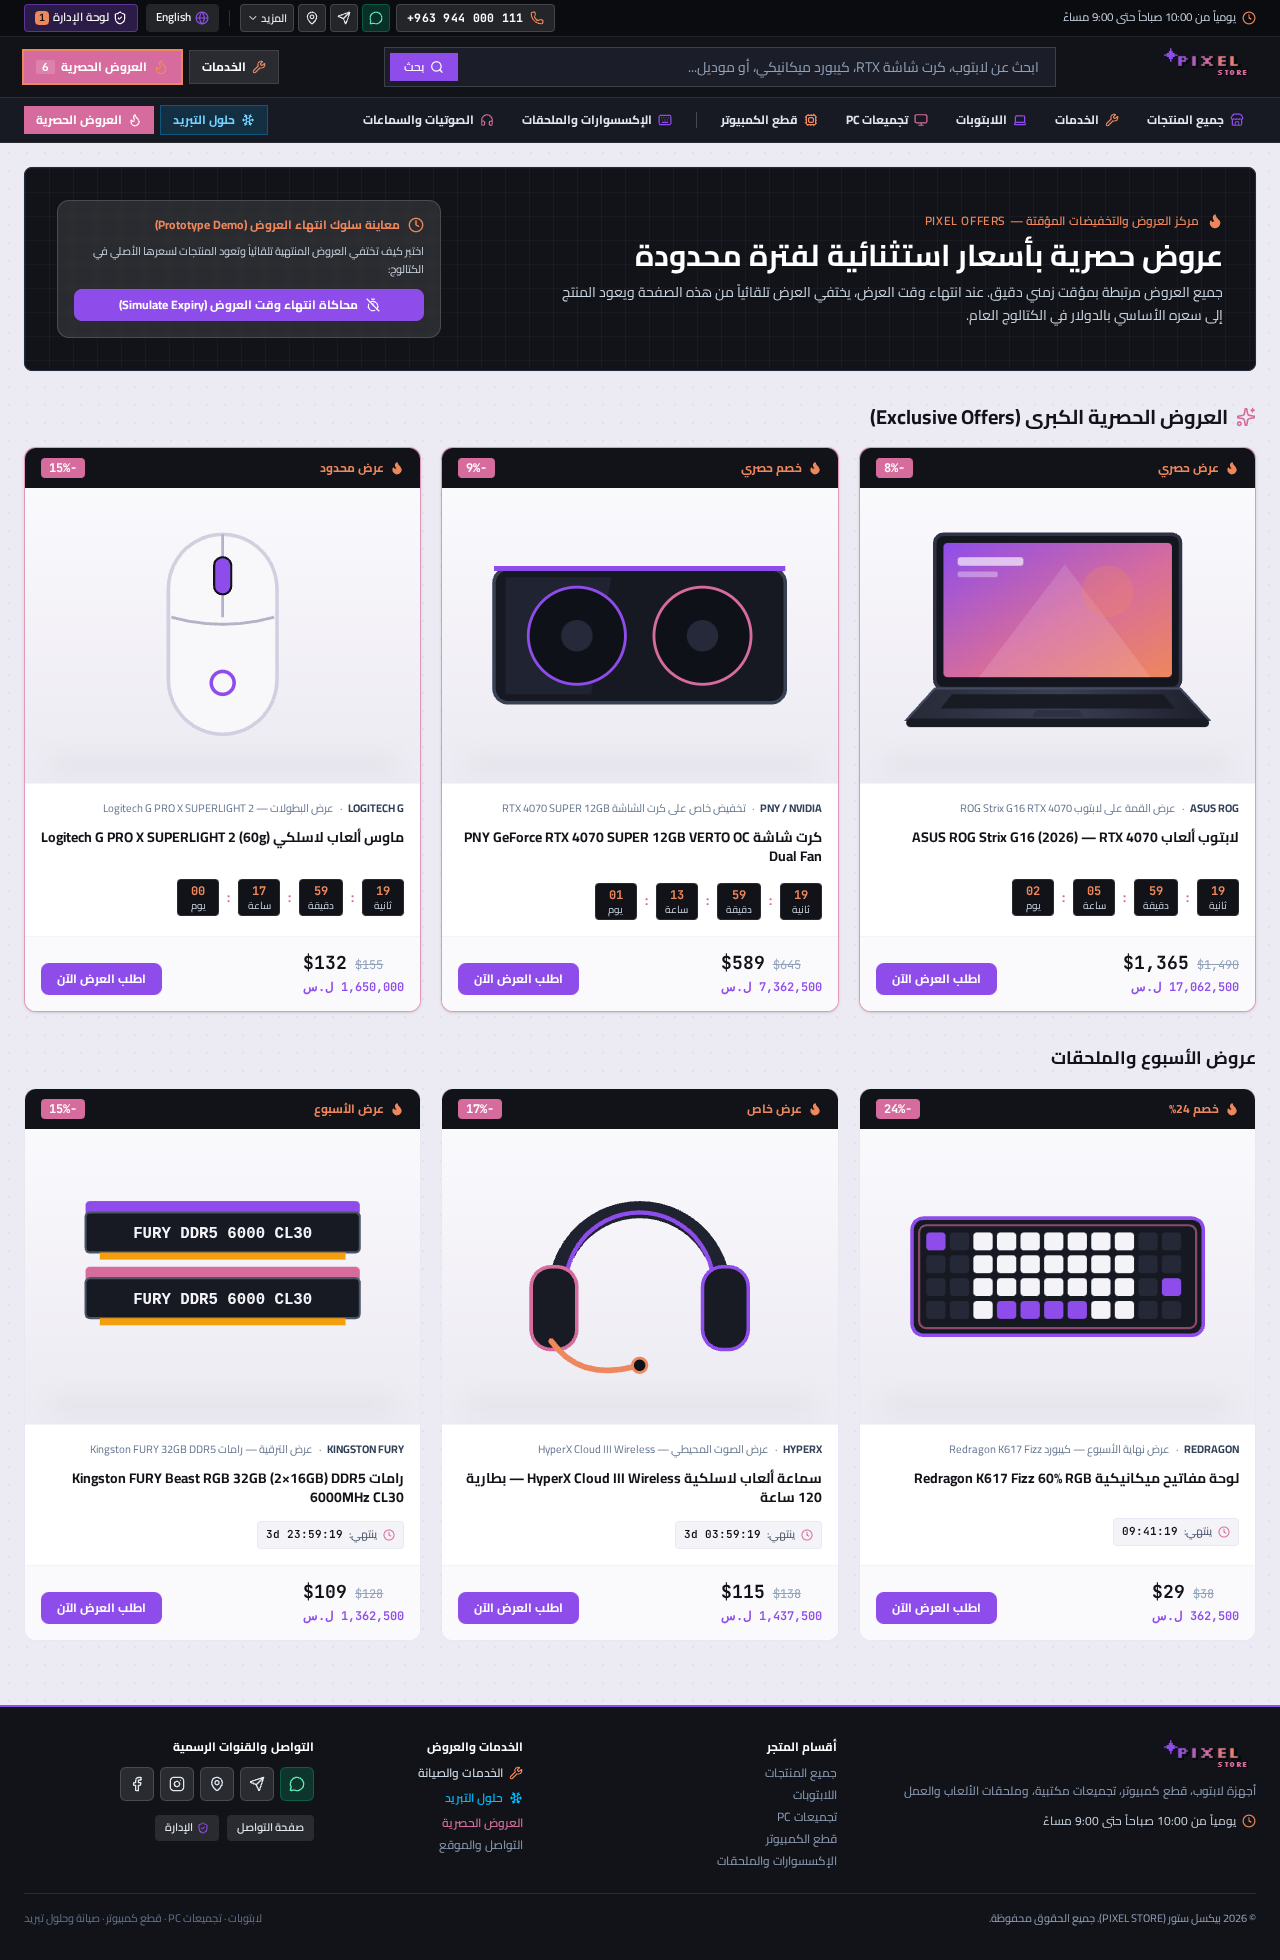 يومياً من 10:00 صباحاً حتى 9:00 مساءً
+963 944 000 111
المزيد
English
لوحة الإدارة 1
PIXEL
STORE
ابحث عن لابتوب، كرت شاشة RTX، كيبورد ميكانيكي، أو موديل...
بحث
الخدمات
العروض الحصرية 6
جميع المنتجات
الخدمات
اللابتوبات
تجميعات PC
قطع الكمبيوتر
الإكسسوارات والملحقات
الصوتيات والسماعات
حلول التبريد
العروض الحصرية
مركز العروض والتخفيضات المؤقتة — PIXEL OFFERS
عروض حصرية بأسعار استثنائية لفترة محدودة
جميع العروض مرتبطة بمؤقت زمني دقيق. عند انتهاء وقت العرض، يختفي العرض تلقائياً من هذه الصفحة ويعود المنتج
إلى سعره الأساسي بالدولار في الكتالوج العام.
معاينة سلوك انتهاء العروض (Prototype Demo)
اختبر كيف تختفي العروض المنتهية تلقائياً وتعود المنتجات لسعرها الأصلي في
الكتالوج:
محاكاة انتهاء وقت العروض (Simulate Expiry)
العروض الحصرية الكبرى (Exclusive Offers)
عرض حصري
-8%
ASUS ROG · عرض القمة على لابتوب ROG Strix G16 RTX 4070
لابتوب ألعاب ASUS ROG Strix G16 (2026) — RTX 4070
19 ثانية : 59 دقيقة : 05 ساعة : 02 يوم
$1,490 $1,365
17,062,500 ل.س
اطلب العرض الآن
خصم حصري
-9%
PNY / NVIDIA · تخفيض خاص على كرت الشاشة RTX 4070 SUPER 12GB
كرت شاشة PNY GeForce RTX 4070 SUPER 12GB VERTO OC
Dual Fan
19 ثانية : 59 دقيقة : 13 ساعة : 01 يوم
$645 $589
7,362,500 ل.س
اطلب العرض الآن
عرض محدود
-15%
LOGITECH G · عرض البطولات — Logitech G PRO X SUPERLIGHT 2
ماوس ألعاب لاسلكي Logitech G PRO X SUPERLIGHT 2 (60g)
19 ثانية : 59 دقيقة : 17 ساعة : 00 يوم
$155 $132
1,650,000 ل.س
اطلب العرض الآن
عروض الأسبوع والملحقات
خصم 24%
-24%
REDRAGON · عرض نهاية الأسبوع — كيبورد Redragon K617 Fizz
لوحة مفاتيح ميكانيكية Redragon K617 Fizz 60% RGB
ينتهي: 09:41:19
$38 $29
362,500 ل.س
اطلب العرض الآن
عرض خاص
-17%
HYPERX · عرض الصوت المحيطي — HyperX Cloud III Wireless
سماعة ألعاب لاسلكية HyperX Cloud III Wireless — بطارية
120 ساعة
ينتهي: 3d 03:59:19
$138 $115
1,437,500 ل.س
اطلب العرض الآن
عرض الأسبوع
-15%
FURY DDR5 6000 CL30
FURY DDR5 6000 CL30
KINGSTON FURY · عرض الترقية — رامات Kingston FURY 32GB DDR5
رامات Kingston FURY Beast RGB 32GB (2×16GB) DDR5
6000MHz CL30
ينتهي: 3d 23:59:19
$128 $109
1,362,500 ل.س
اطلب العرض الآن
PIXEL
STORE
أجهزة لابتوب، قطع كمبيوتر، تجميعات مكتبية، وملحقات الألعاب والعمل
يومياً من 10:00 صباحاً حتى 9:00 مساءً
أقسام المتجر
جميع المنتجات
اللابتوبات
تجميعات PC
قطع الكمبيوتر
الإكسسوارات والملحقات
الخدمات والعروض
الخدمات والصيانة
حلول التبريد
العروض الحصرية
التواصل والموقع
التواصل والقنوات الرسمية
صفحة التواصل
الإدارة
© 2026 بيكسل ستور (PIXEL STORE). جميع الحقوق محفوظة.
لابتوبات · تجميعات PC · قطع كمبيوتر · صيانة وحلول تبريد